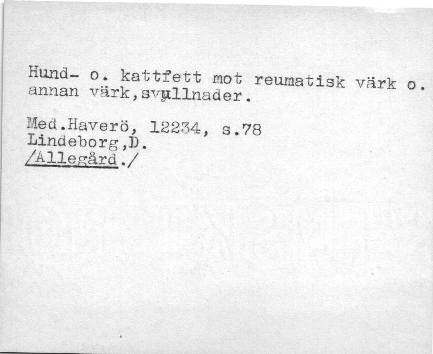 Hund- o. kattfett mot reumatisk värk o.
annan värk,svullnader.
Med.Haverö, 12234, s.78
Lindeborg,D.
/Allegård./